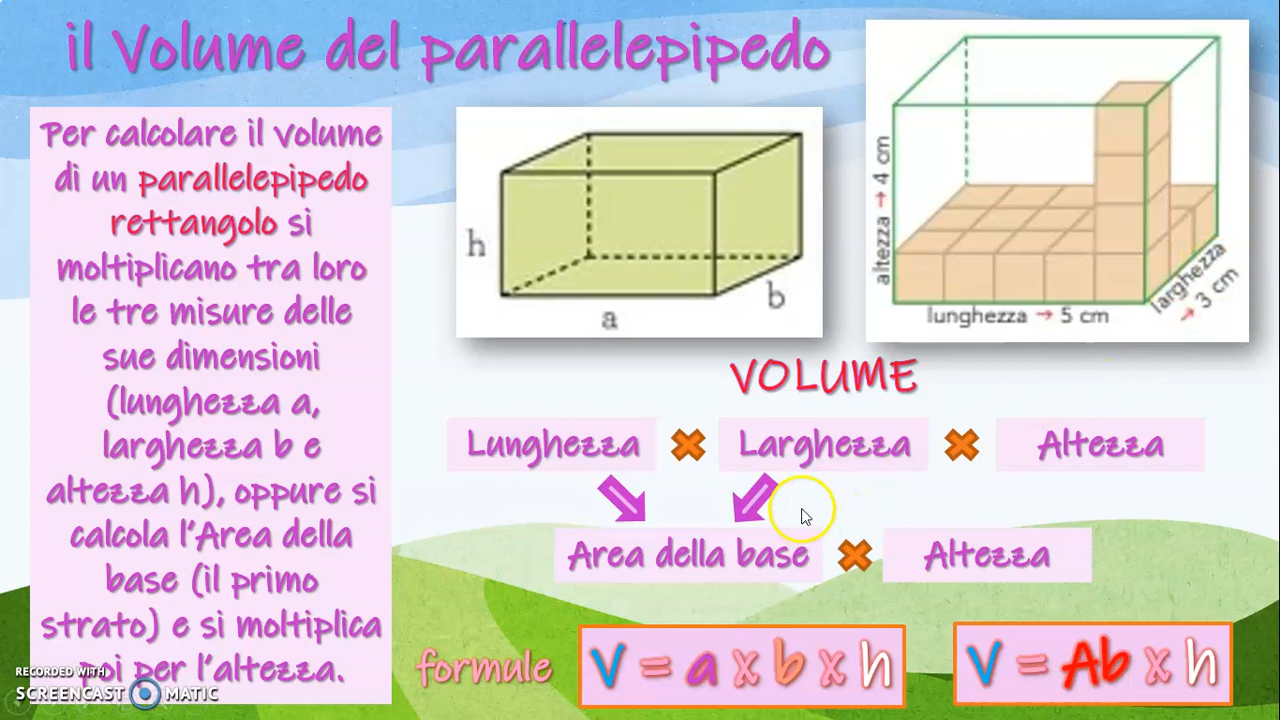 il Volume del parallelepipedo
Per calcolare il volume
di un parallelepipedo
rettangolo si
moltiplicano tra loro
le tre misure delle
sue dimensioni
(lunghezza a,
larghezza b e
altezza h), oppure si
calcola l'Area della
base (il primo
strato) e si moltiplica
poi per l'altezza.
h
a
b
altezza → 4 cm
lunghezza → 5 cm
larghezza
→ 3 cm
VOLUME
Lunghezza × Larghezza × Altezza
Area della base × Altezza
formule
V = a x b x h
V = Ab x h
RECORDED WITH
SCREENCAST MATIC